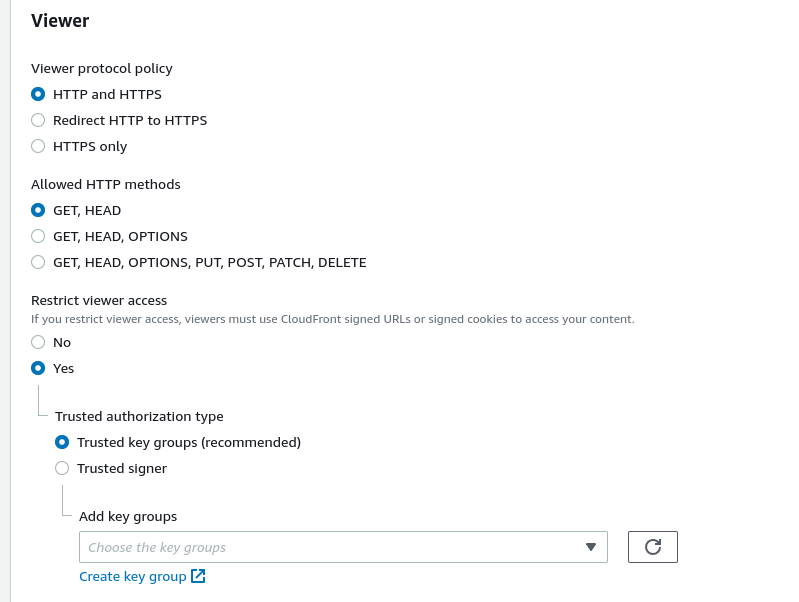 Viewer
Viewer protocol policy
HTTP and HTTPS
Redirect HTTP to HTTPS
HTTPS only
Allowed HTTP methods
GET, HEAD
GET, HEAD, OPTIONS
GET, HEAD, OPTIONS, PUT, POST, PATCH, DELETE
Restrict viewer access
If you restrict viewer access, viewers must use CloudFront signed URLs or signed cookies to access your content.
No
Yes
Trusted authorization type
Trusted key groups (recommended)
Trusted signer
Add key groups
Choose the key groups
Create key group